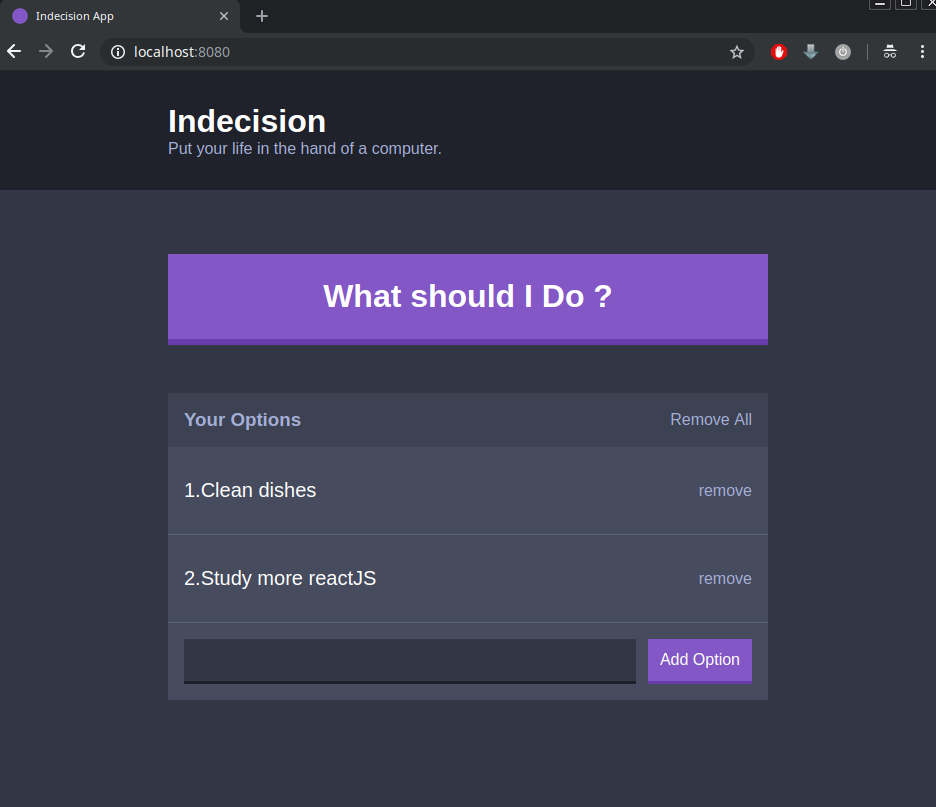 Indecision App
localhost:8080
Indecision
Put your life in the hand of a computer.
What should I Do ?
Your Options
Remove All
1.Clean dishes
remove
2.Study more reactJS
remove
Add Option